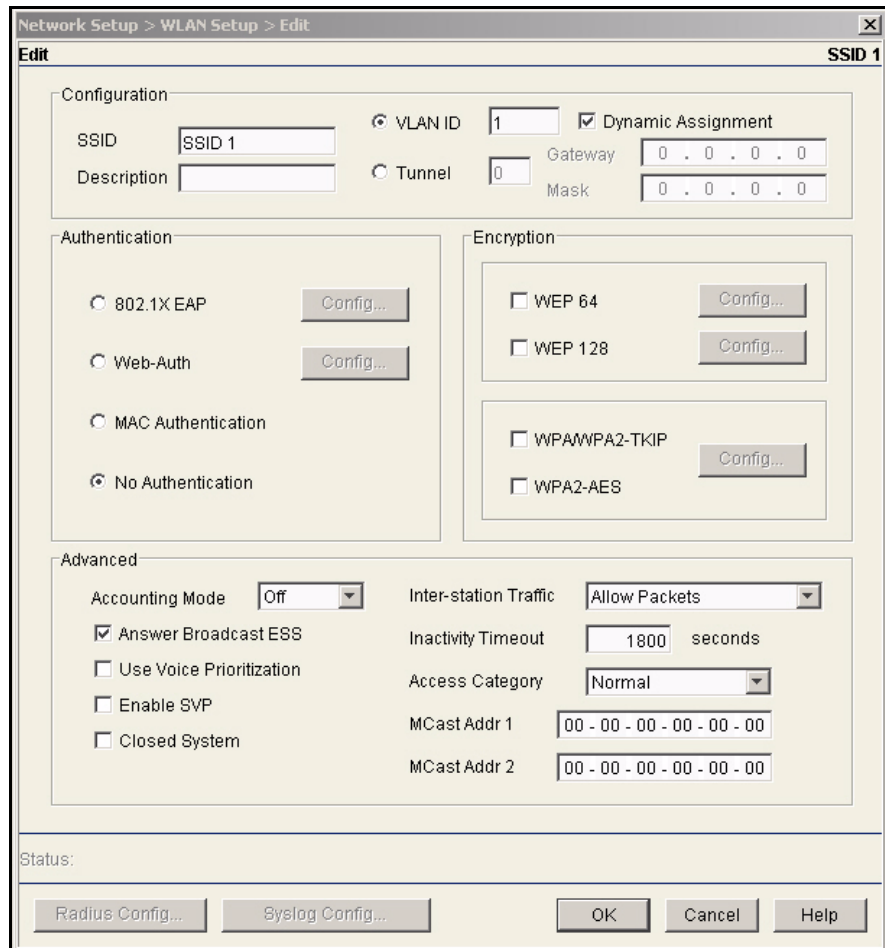 Network Setup > WLAN Setup > Edit
Edit SSID 1
Configuration
SSID SSID 1 VLAN ID 1 Dynamic Assignment
Description Tunnel 0 Gateway 0 . 0 . 0 . 0
Mask 0 . 0 . 0 . 0
Authentication
802.1X EAP Config...
Web-Auth Config...
MAC Authentication
No Authentication
Encryption
WEP 64 Config...
WEP 128 Config...
WPA/WPA2-TKIP Config...
WPA2-AES
Advanced
Accounting Mode Off
Answer Broadcast ESS
Use Voice Prioritization
Enable SVP
Closed System
Inter-station Traffic Allow Packets
Inactivity Timeout 1800 seconds
Access Category Normal
MCast Addr 1 00 - 00 - 00 - 00 - 00 - 00
MCast Addr 2 00 - 00 - 00 - 00 - 00 - 00
Status:
Radius Config... Syslog Config... OK Cancel Help